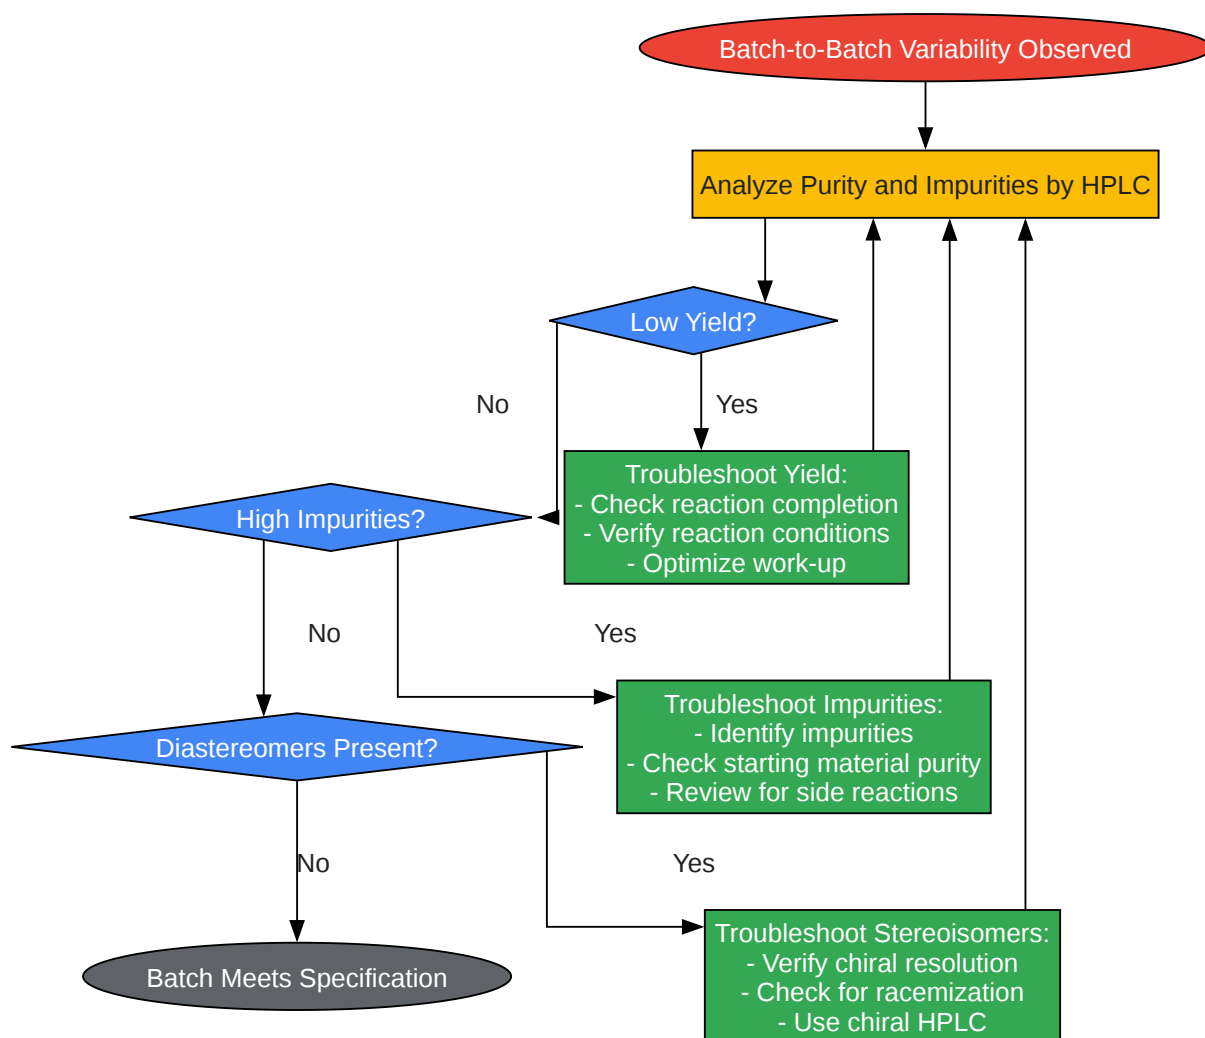 Batch-to-Batch Variability Observed
Analyze Purity and Impurities by HPLC
Low Yield?
No
Yes
Troubleshoot Yield:
- Check reaction completion
- Verify reaction conditions
- Optimize work-up
High Impurities?
No
Yes
Troubleshoot Impurities:
- Identify impurities
- Check starting material purity
- Review for side reactions
Diastereomers Present?
No
Yes
Troubleshoot Stereoisomers:
- Verify chiral resolution
- Check for racemization
- Use chiral HPLC
Batch Meets Specification